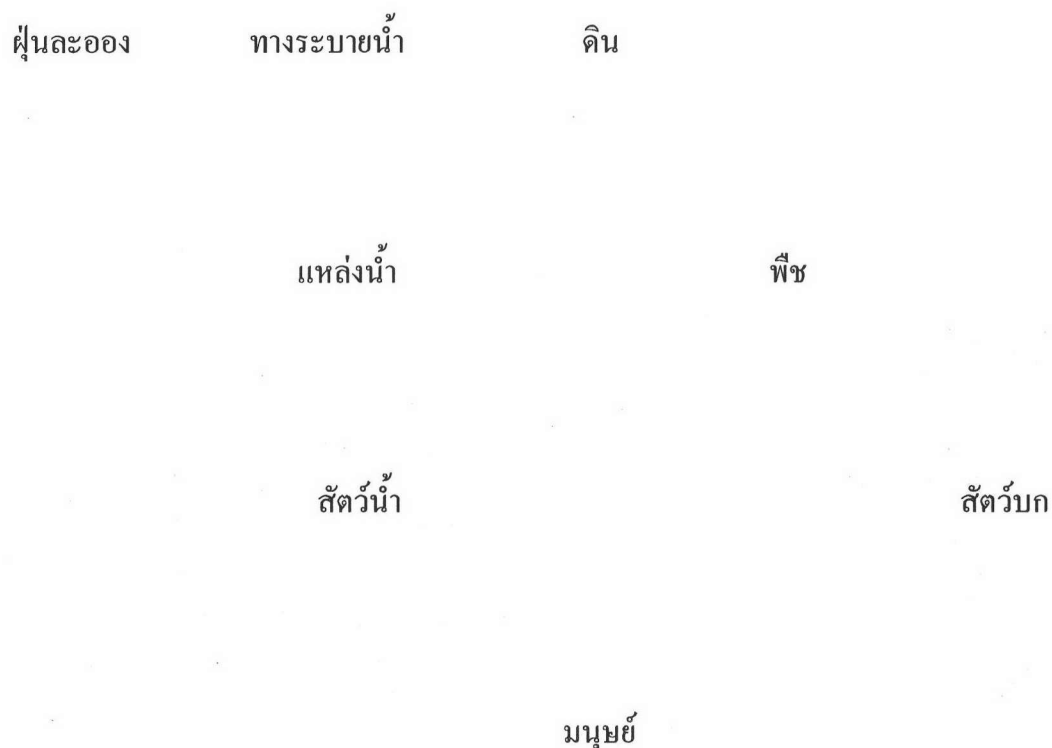 ฝุ่นละออง ทางระบายน้ำ ดิน
แหล่งน้ำ พืช
สัตว์น้ำ สัตว์บก
มนุษย์